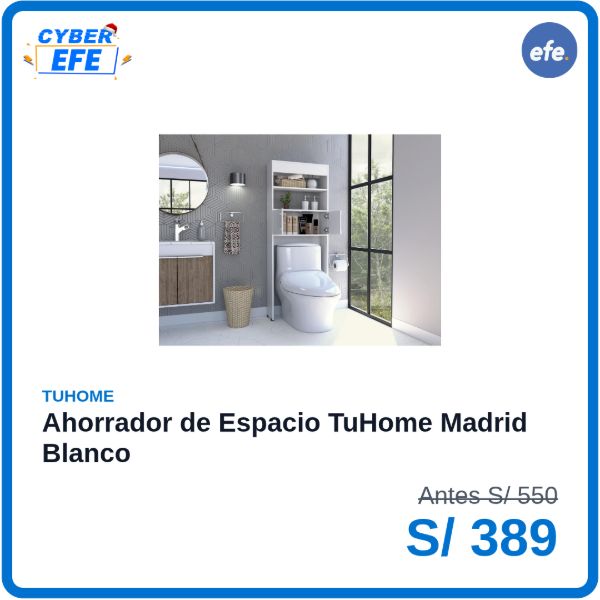 CYBER
EFE
efe.
TUHOME
Ahorrador de Espacio TuHome Madrid
Blanco
Antes S/ 550
S/ 389